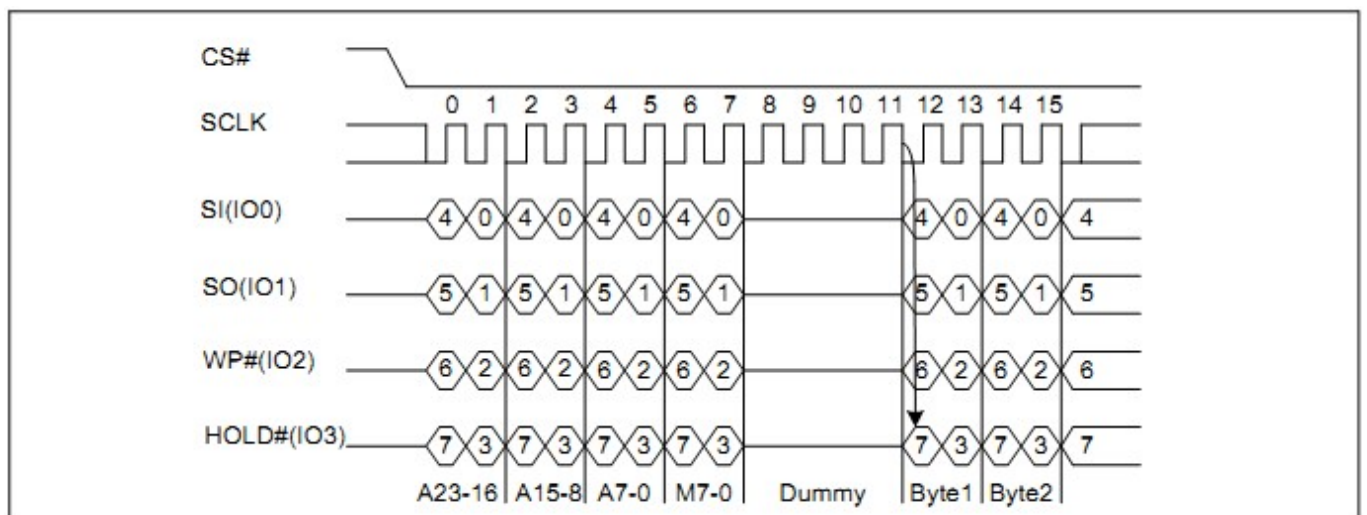 CS#
0 1 2 3 4 5 6 7 8 9 10 11 12 13 14 15
SCLK
SI(IO0) 4 0 4 0 4 0 4 0 4 0 4 0 4
SO(IO1) 5 1 5 1 5 1 5 1 5 1 5 1 5
WP#(IO2) 6 2 6 2 6 2 6 2 6 2 6 2 6
HOLD#(IO3) 7 3 7 3 7 3 7 3 7 3 7 3 7
A23-16 A15-8 A7-0 M7-0 Dummy Byte1 Byte2